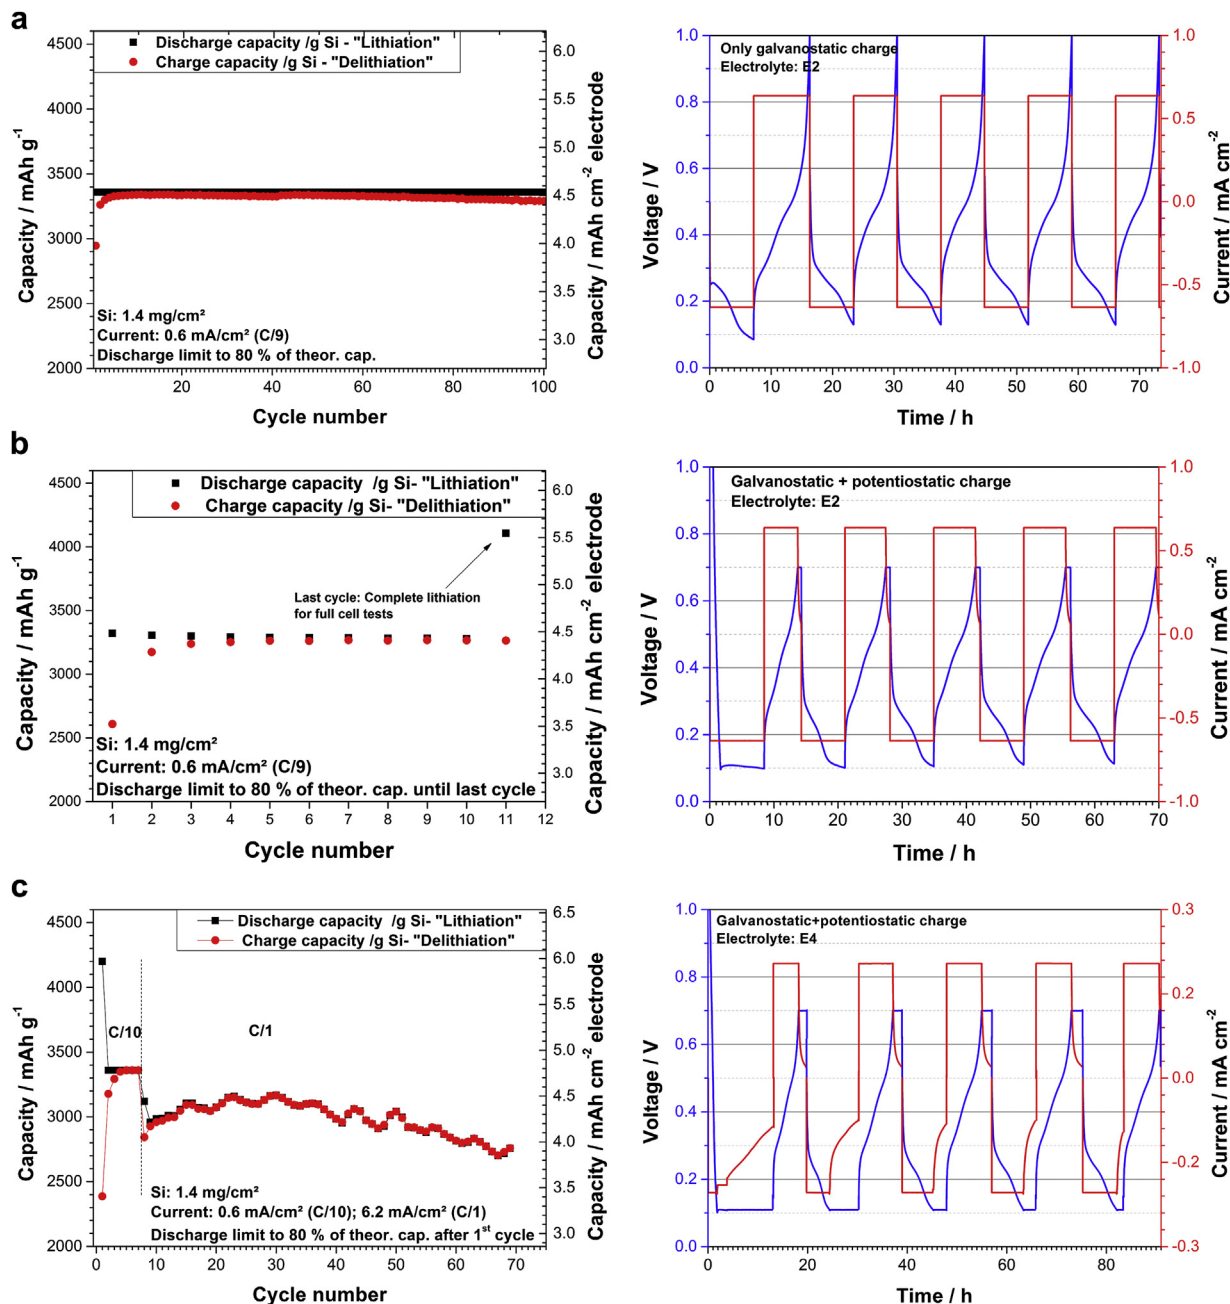 a
Discharge capacity /g Si - "Lithiation"
Charge capacity /g Si - "Delithiation"
4500
4000
3500
3000
2500
2000
Capacity / mAh g⁻¹
6.0
5.5
5.0
4.5
4.0
3.5
3.0
Capacity / mAh cm⁻² electrode
Si: 1.4 mg/cm²
Current: 0.6 mA/cm² (C/9)
Discharge limit to 80 % of theor. cap.
20 40 60 80 100
Cycle number
Only galvanostatic charge
Electrolyte: E2
1.0
0.8
0.6
0.4
0.2
0.0
Voltage / V
1.0
0.5
0.0
-0.5
-1.0
Current / mA cm⁻²
0 10 20 30 40 50 60 70
Time / h
b
Discharge capacity /g Si- "Lithiation"
Charge capacity /g Si- "Delithiation"
4500
4000
3500
3000
2500
2000
Capacity / mAh g⁻¹
6.0
5.5
5.0
4.5
4.0
3.5
3.0
Capacity / mAh cm⁻² electrode
Last cycle: Complete lithiation
for full cell tests
Si: 1.4 mg/cm²
Current: 0.6 mA/cm² (C/9)
Discharge limit to 80 % of theor. cap. until last cycle
1 2 3 4 5 6 7 8 9 10 11 12
Cycle number
Galvanostatic + potentiostatic charge
Electrolyte: E2
1.0
0.8
0.6
0.4
0.2
0.0
Voltage / V
1.0
0.5
0.0
-0.5
-1.0
Current / mA cm⁻²
0 10 20 30 40 50 60 70
Time / h
c
Discharge capacity /g Si- "Lithiation"
Charge capacity /g Si- "Delithiation"
4500
4000
3500
3000
2500
2000
Capacity / mAh g⁻¹
6.5
6.0
5.5
5.0
4.5
4.0
3.5
3.0
Capacity / mAh cm⁻² electrode
C/10
C/1
Si: 1.4 mg/cm²
Current: 0.6 mA/cm² (C/10); 6.2 mA/cm² (C/1)
Discharge limit to 80 % of theor. cap. after 1ˢᵗ cycle
0 10 20 30 40 50 60 70
Cycle number
Galvanostatic+potentiostatic charge
Electrolyte: E4
1.0
0.8
0.6
0.4
0.2
0.0
Voltage / V
0.3
0.2
0.0
-0.2
-0.3
Current / mA cm⁻²
0 20 40 60 80
Time / h